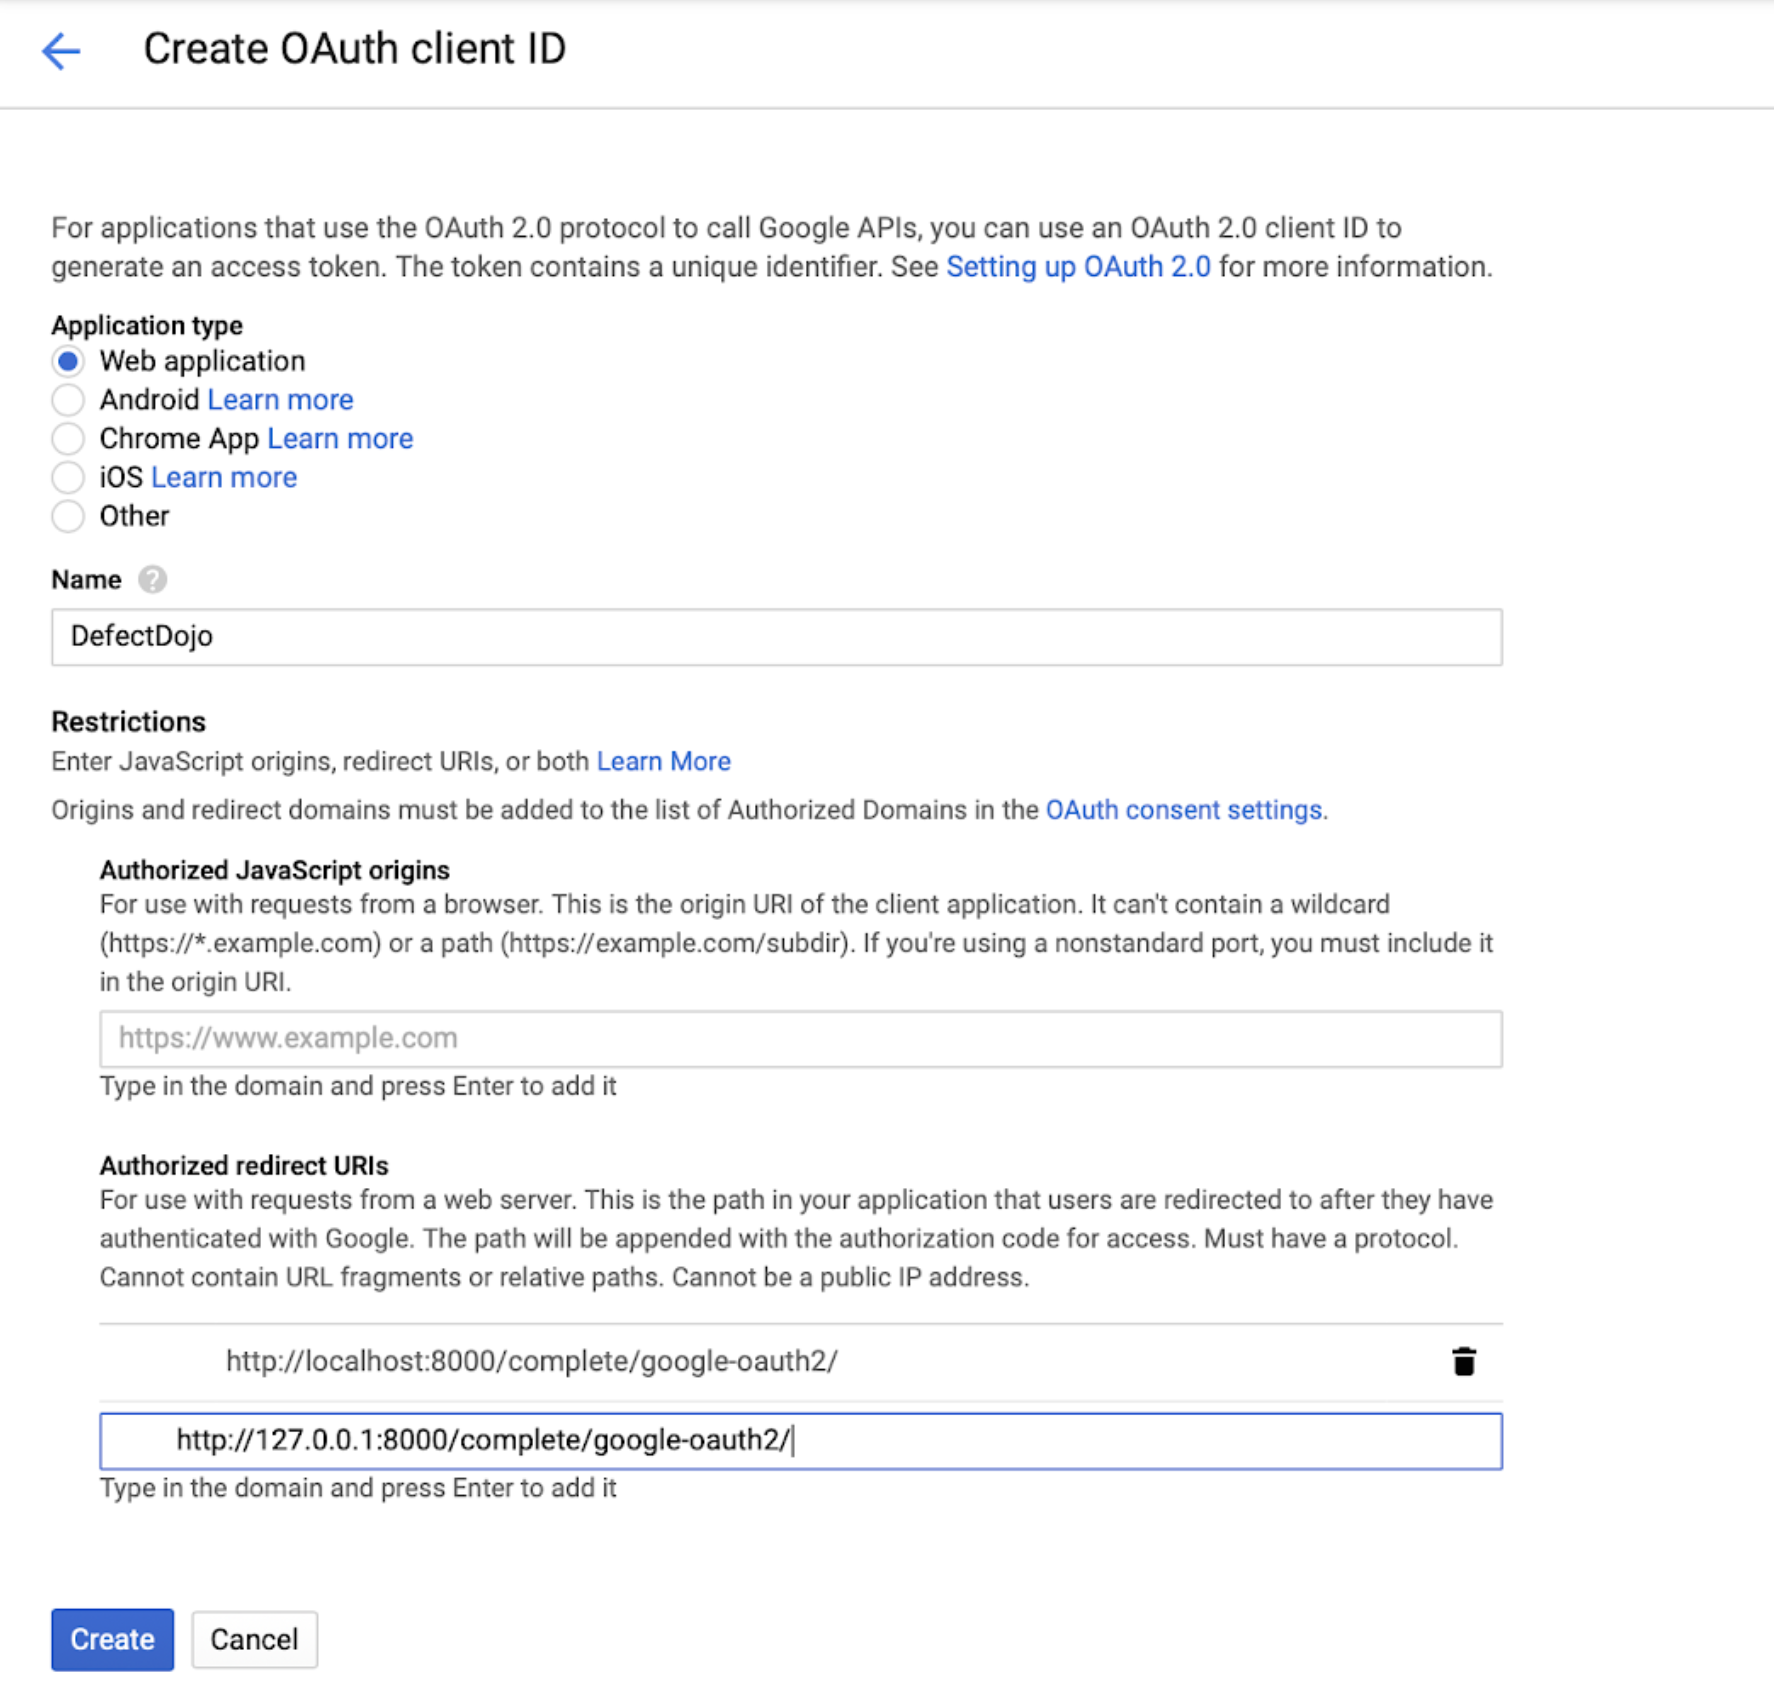 Create OAuth client ID
For applications that use the OAuth 2.0 protocol to call Google APIs, you can use an OAuth 2.0 client ID to
generate an access token. The token contains a unique identifier. See Setting up OAuth 2.0 for more information.
Application type
Web application
Android Learn more
Chrome App Learn more
iOS Learn more
Other
Name ?
DefectDojo
Restrictions
Enter JavaScript origins, redirect URIs, or both Learn More
Origins and redirect domains must be added to the list of Authorized Domains in the OAuth consent settings.
Authorized JavaScript origins
For use with requests from a browser. This is the origin URI of the client application. It can't contain a wildcard
(https://*.example.com) or a path (https://example.com/subdir). If you're using a nonstandard port, you must include it
in the origin URI.
https://www.example.com
Type in the domain and press Enter to add it
Authorized redirect URIs
For use with requests from a web server. This is the path in your application that users are redirected to after they have
authenticated with Google. The path will be appended with the authorization code for access. Must have a protocol.
Cannot contain URL fragments or relative paths. Cannot be a public IP address.
http://localhost:8000/complete/google-oauth2/
http://127.0.0.1:8000/complete/google-oauth2/
Type in the domain and press Enter to add it
Create Cancel